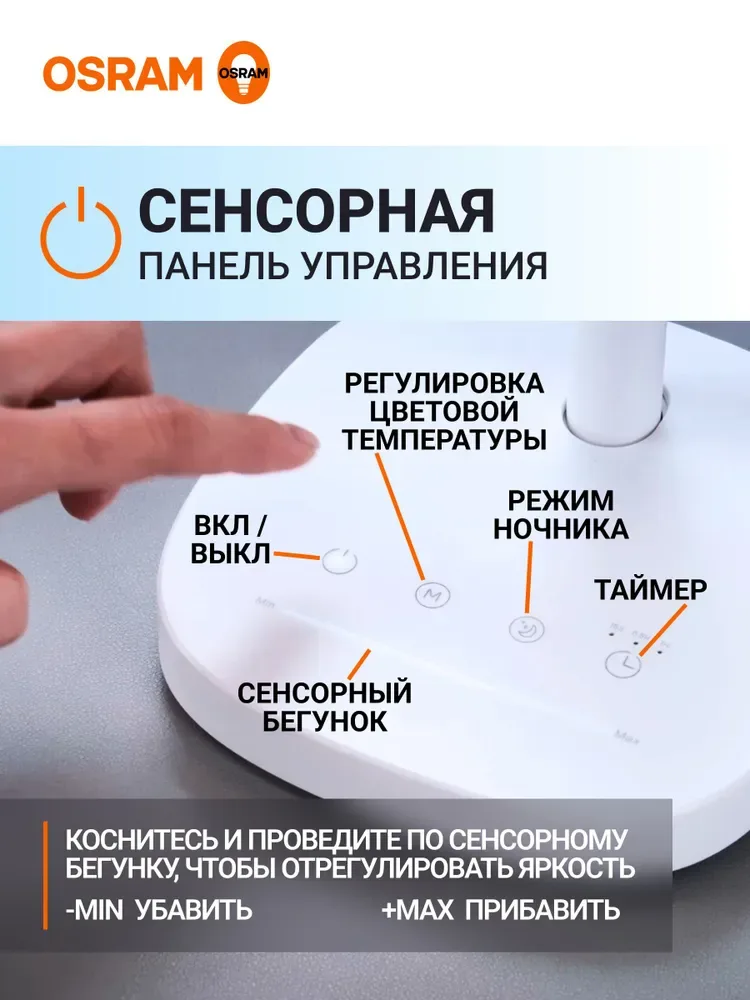 OSRAM OSRAM
СЕНСОРНАЯ
ПАНЕЛЬ УПРАВЛЕНИЯ
РЕГУЛИРОВКА
ЦВЕТОВОЙ
ТЕМПЕРАТУРЫ
РЕЖИМ
НОЧНИКА
ВКЛ /
ВЫКЛ
ТАЙМЕР
M
Min
СЕНСОРНЫЙ
БЕГУНОК
Max
КОСНИТЕСЬ И ПРОВЕДИТЕ ПО СЕНСОРНОМУ
БЕГУНКУ, ЧТОБЫ ОТРЕГУЛИРОВАТЬ ЯРКОСТЬ
-MIN УБАВИТЬ +MAX ПРИБАВИТЬ